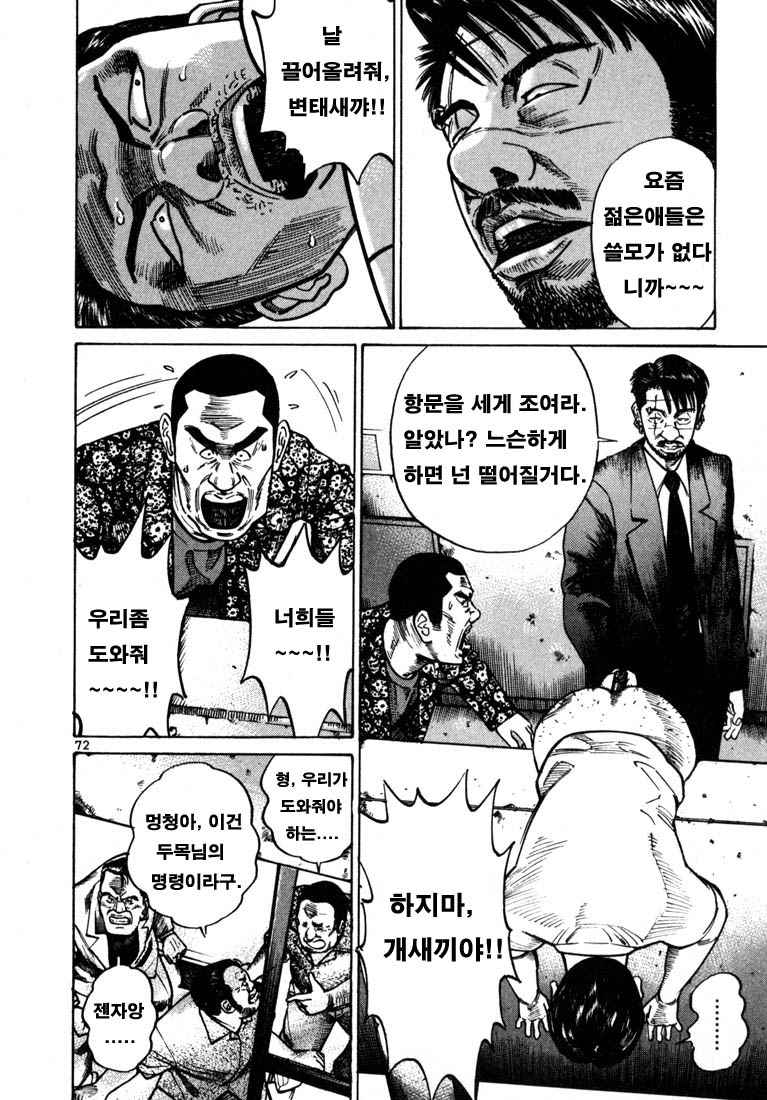 요즘
젊은애들은
쓸모가 없다
니까~~~
날
끌어올려줘,
변태새꺄!!
항문을 세게 조여라.
알았나? 느슨하게
하면 넌 떨어질거다.
너희들
~~~!!
우리좀
도와줘
~~~~!!
72
하지마,
개새끼야!!
………
형, 우리가
도와줘야
하는....
멍청아, 이건
두목님의
명령이라구.
젠자앙
.....